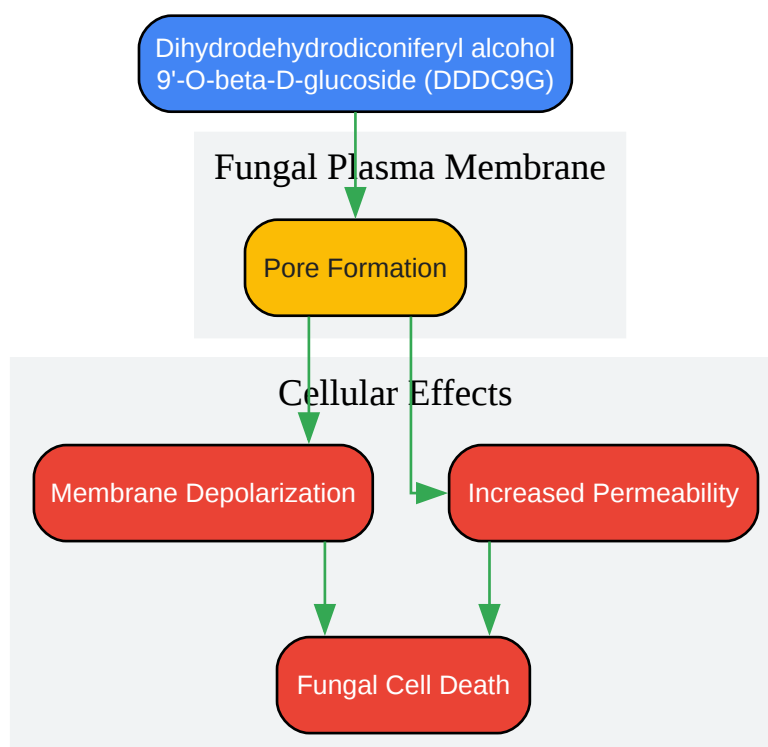 Dihydrodehydrodiconiferyl alcohol
9'-O-beta-D-glucoside (DDDC9G)
Fungal Plasma Membrane
Pore Formation
Cellular Effects
Membrane Depolarization
Increased Permeability
Fungal Cell Death